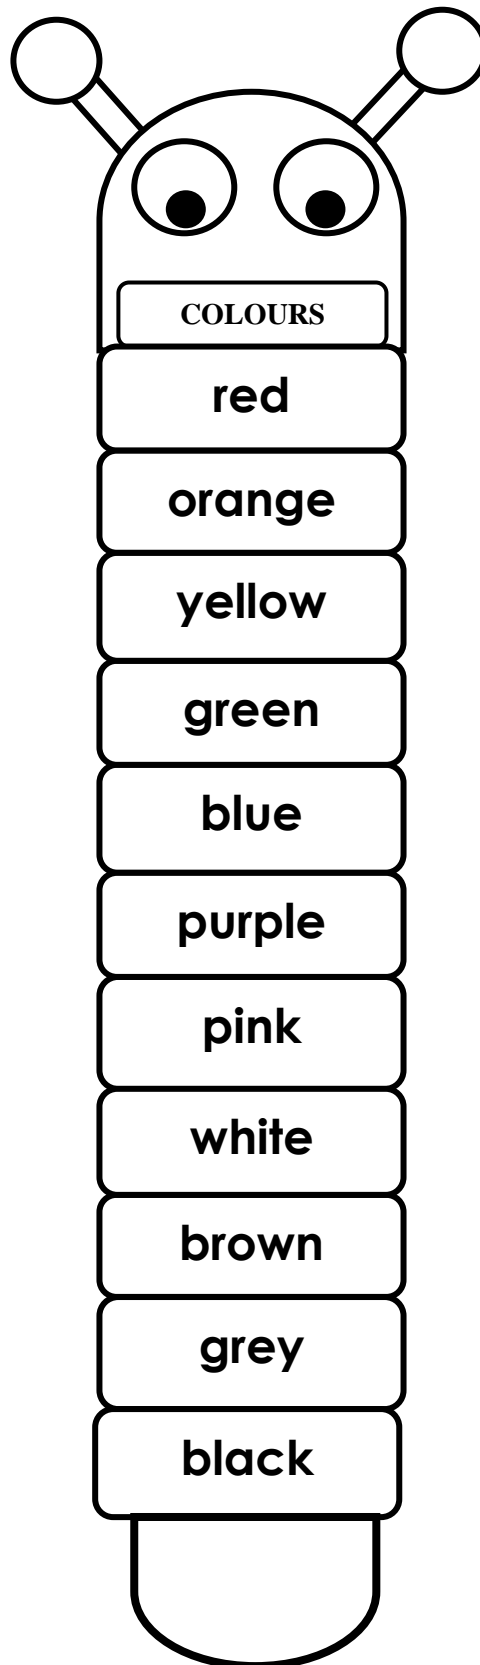 COLOURS
red
orange
yellow
green
blue
purple
pink
white
brown
grey
black